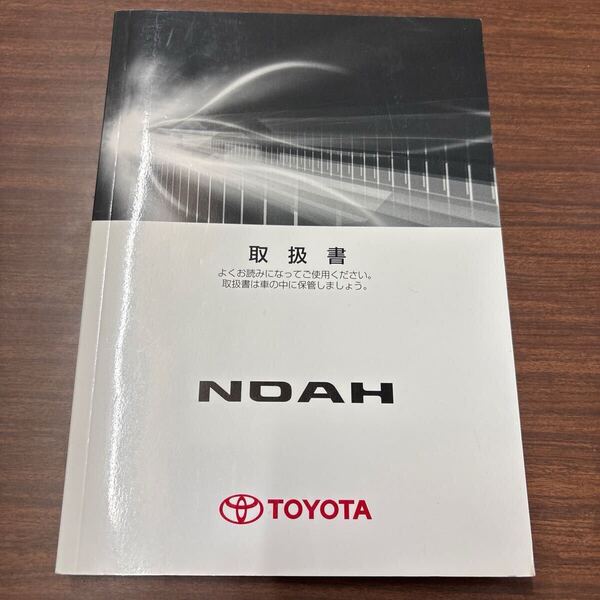 取扱書
よくお読みになってご使用ください。
取扱書は車の中に保管しましょう。
NOAH
TOYOTA